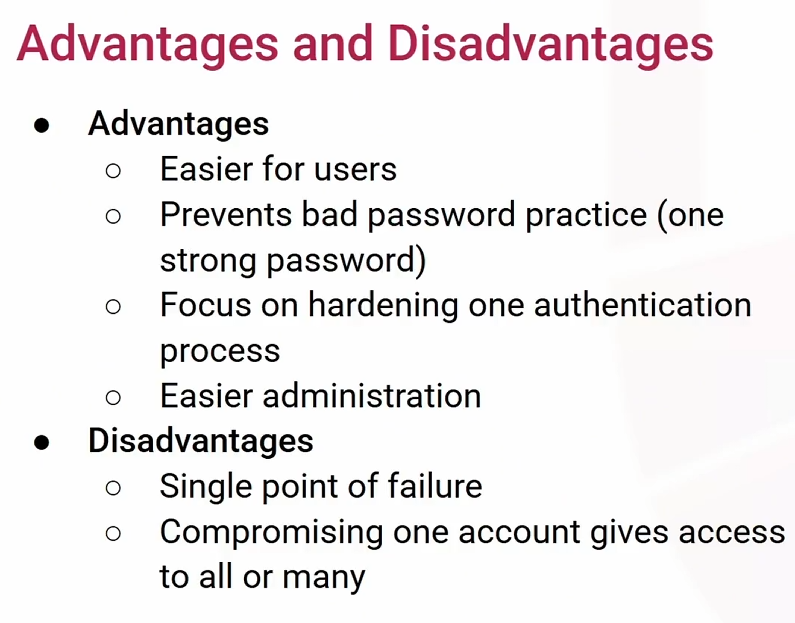 Advantages and Disadvantages
● Advantages
○ Easier for users
○ Prevents bad password practice (one
strong password)
○ Focus on hardening one authentication
process
○ Easier administration
● Disadvantages
○ Single point of failure
○ Compromising one account gives access
to all or many